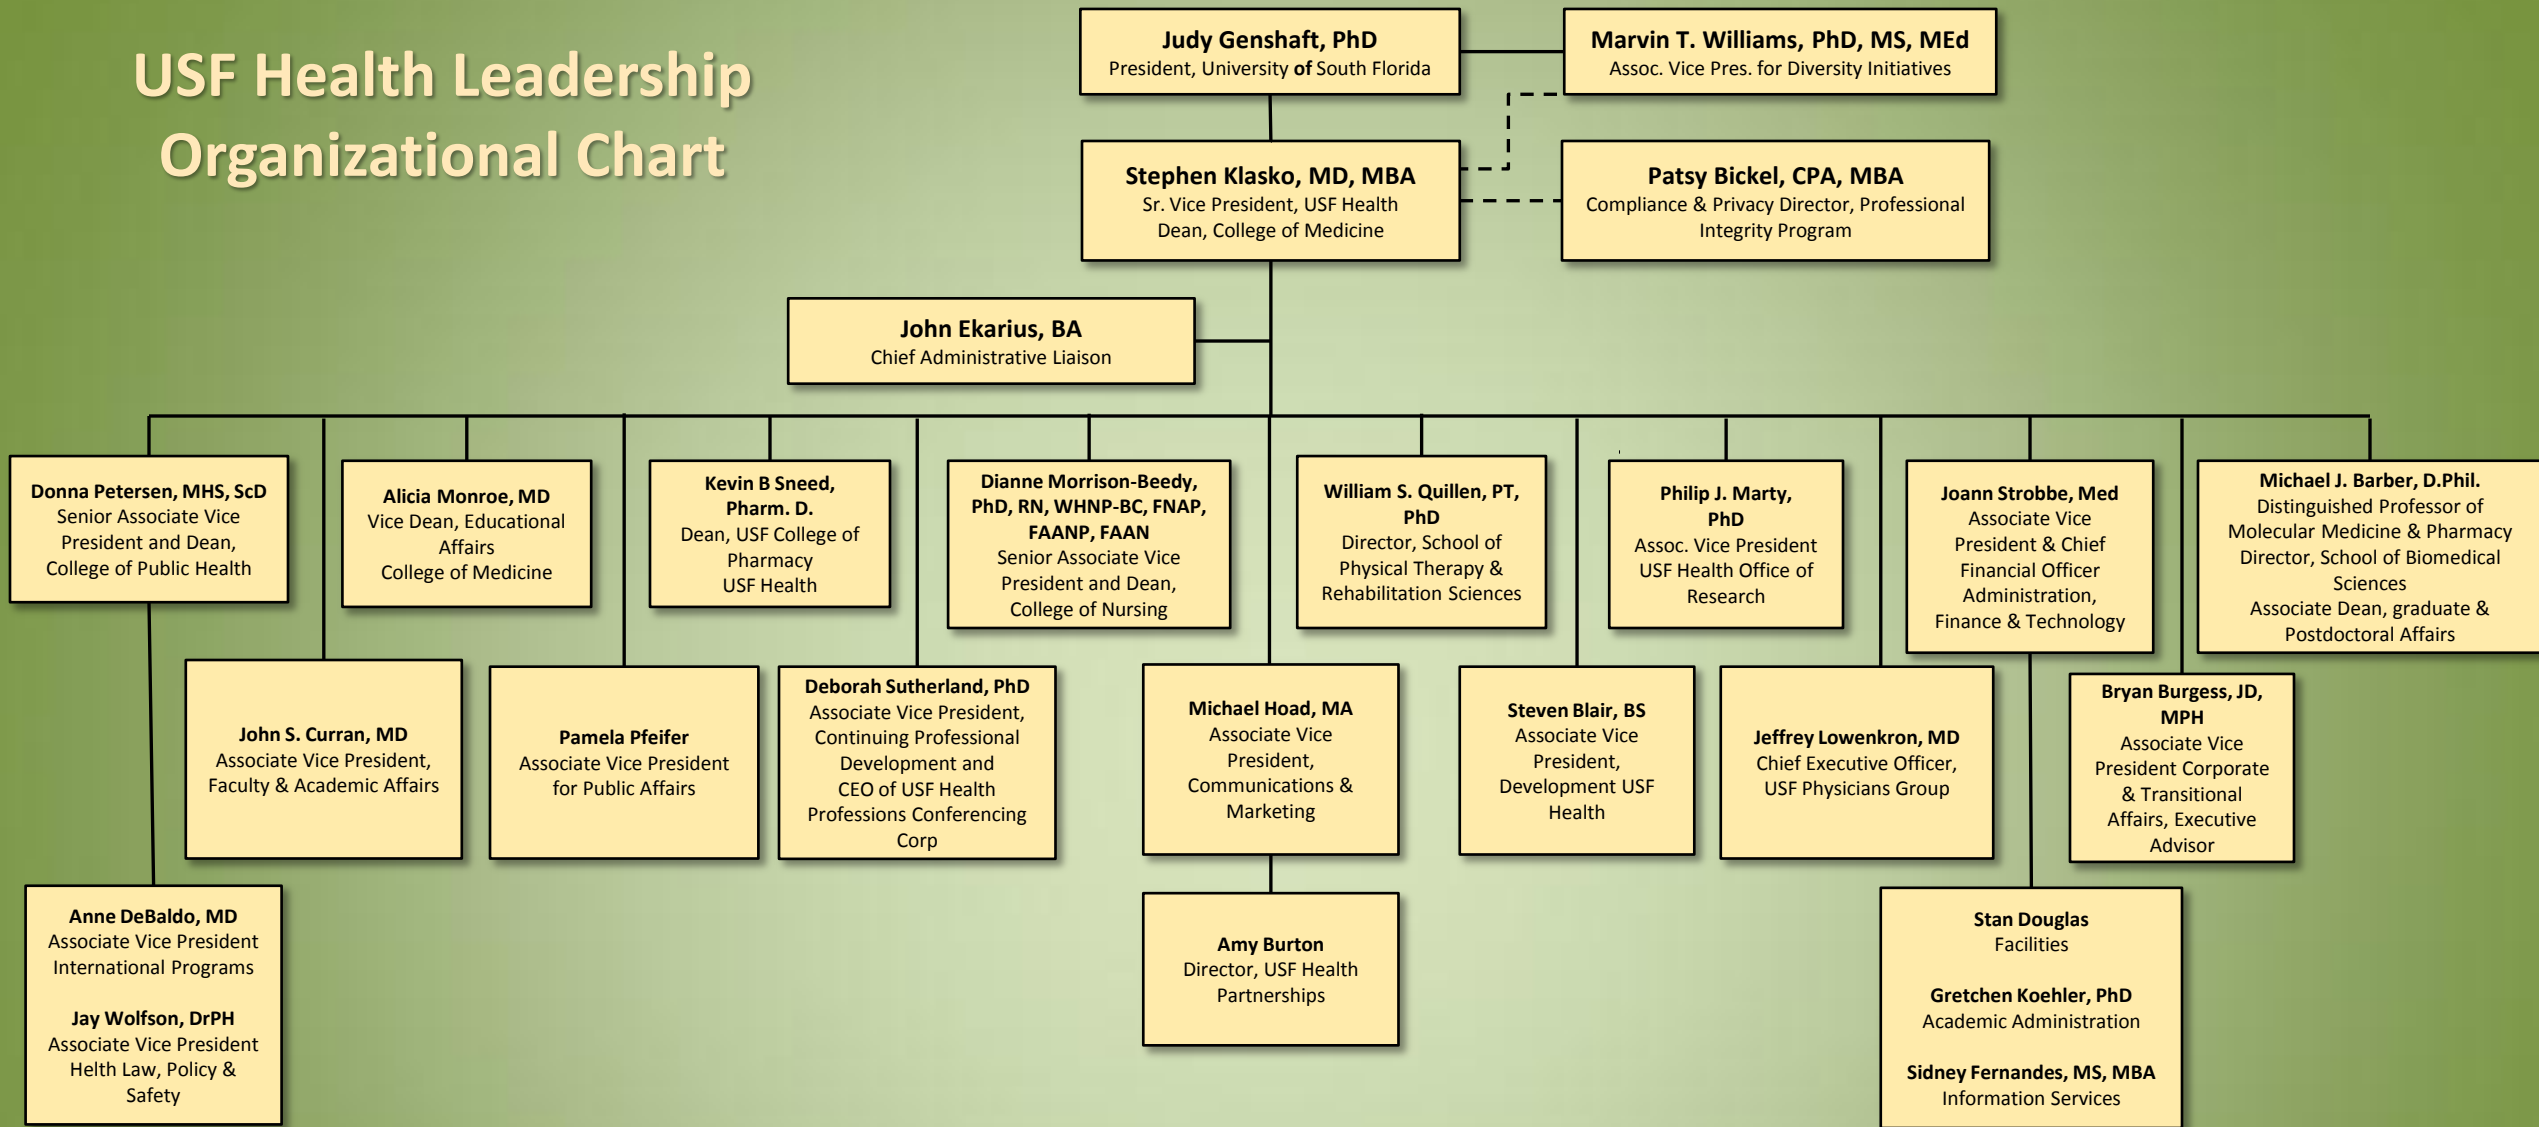 USF Health Leadership
Organizational Chart
Judy Genshaft, PhD
President, University of South Florida
Marvin T. Williams, PhD, MS, MEd
Assoc. Vice Pres. for Diversity Initiatives
Stephen Klasko, MD, MBA
Sr. Vice President, USF Health
Dean, College of Medicine
Patsy Bickel, CPA, MBA
Compliance & Privacy Director, Professional
Integrity Program
John Ekarius, BA
Chief Administrative Liaison
Donna Petersen, MHS, ScD
Senior Associate Vice
President and Dean,
College of Public Health
Alicia Monroe, MD
Vice Dean, Educational
Affairs
College of Medicine
Kevin B Sneed,
Pharm. D.
Dean, USF College of
Pharmacy
USF Health
Dianne Morrison-Beedy,
PhD, RN, WHNP-BC, FNAP,
FAANP, FAAN
Senior Associate Vice
President and Dean,
College of Nursing
William S. Quillen, PT,
PhD
Director, School of
Physical Therapy &
Rehabilitation Sciences
Philip J. Marty,
PhD
Assoc. Vice President
USF Health Office of
Research
Joann Strobbe, Med
Associate Vice
President & Chief
Financial Officer
Administration,
Finance & Technology
Michael J. Barber, D.Phil.
Distinguished Professor of
Molecular Medicine & Pharmacy
Director, School of Biomedical
Sciences
Associate Dean, graduate &
Postdoctoral Affairs
John S. Curran, MD
Associate Vice President,
Faculty & Academic Affairs
Pamela Pfeifer
Associate Vice President
for Public Affairs
Deborah Sutherland, PhD
Associate Vice President,
Continuing Professional
Development and
CEO of USF Health
Professions Conferencing
Corp
Michael Hoad, MA
Associate Vice
President,
Communications &
Marketing
Steven Blair, BS
Associate Vice
President,
Development USF
Health
Jeffrey Lowenkron, MD
Chief Executive Officer,
USF Physicians Group
Bryan Burgess, JD,
MPH
Associate Vice
President Corporate
& Transitional
Affairs, Executive
Advisor
Anne DeBaldo, MD
Associate Vice President
International Programs
Jay Wolfson, DrPH
Associate Vice President
Helth Law, Policy &
Safety
Amy Burton
Director, USF Health
Partnerships
Stan Douglas
Facilities
Gretchen Koehler, PhD
Academic Administration
Sidney Fernandes, MS, MBA
Information Services